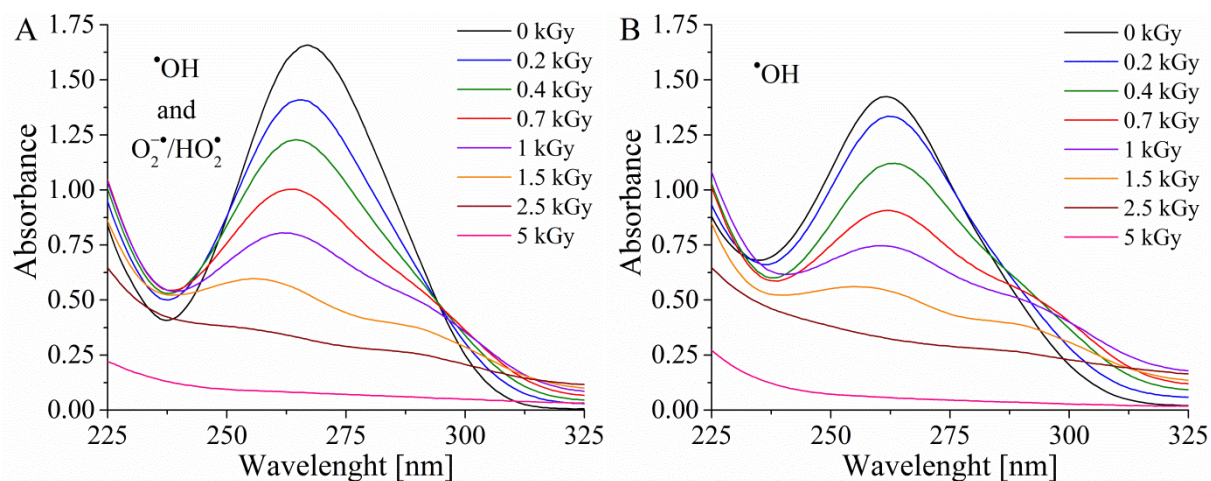 A
•OH
and
O₂⁻•/HO₂•
0 kGy
0.2 kGy
0.4 kGy
0.7 kGy
1 kGy
1.5 kGy
2.5 kGy
5 kGy
1.75
1.50
1.25
1.00
0.75
0.50
0.25
0.00
Absorbance
225 250 275 300 325
Wavelenght [nm]
B
•OH
0 kGy
0.2 kGy
0.4 kGy
0.7 kGy
1 kGy
1.5 kGy
2.5 kGy
5 kGy
1.75
1.50
1.25
1.00
0.75
0.50
0.25
0.00
Absorbance
225 250 275 300 325
Wavelenght [nm]